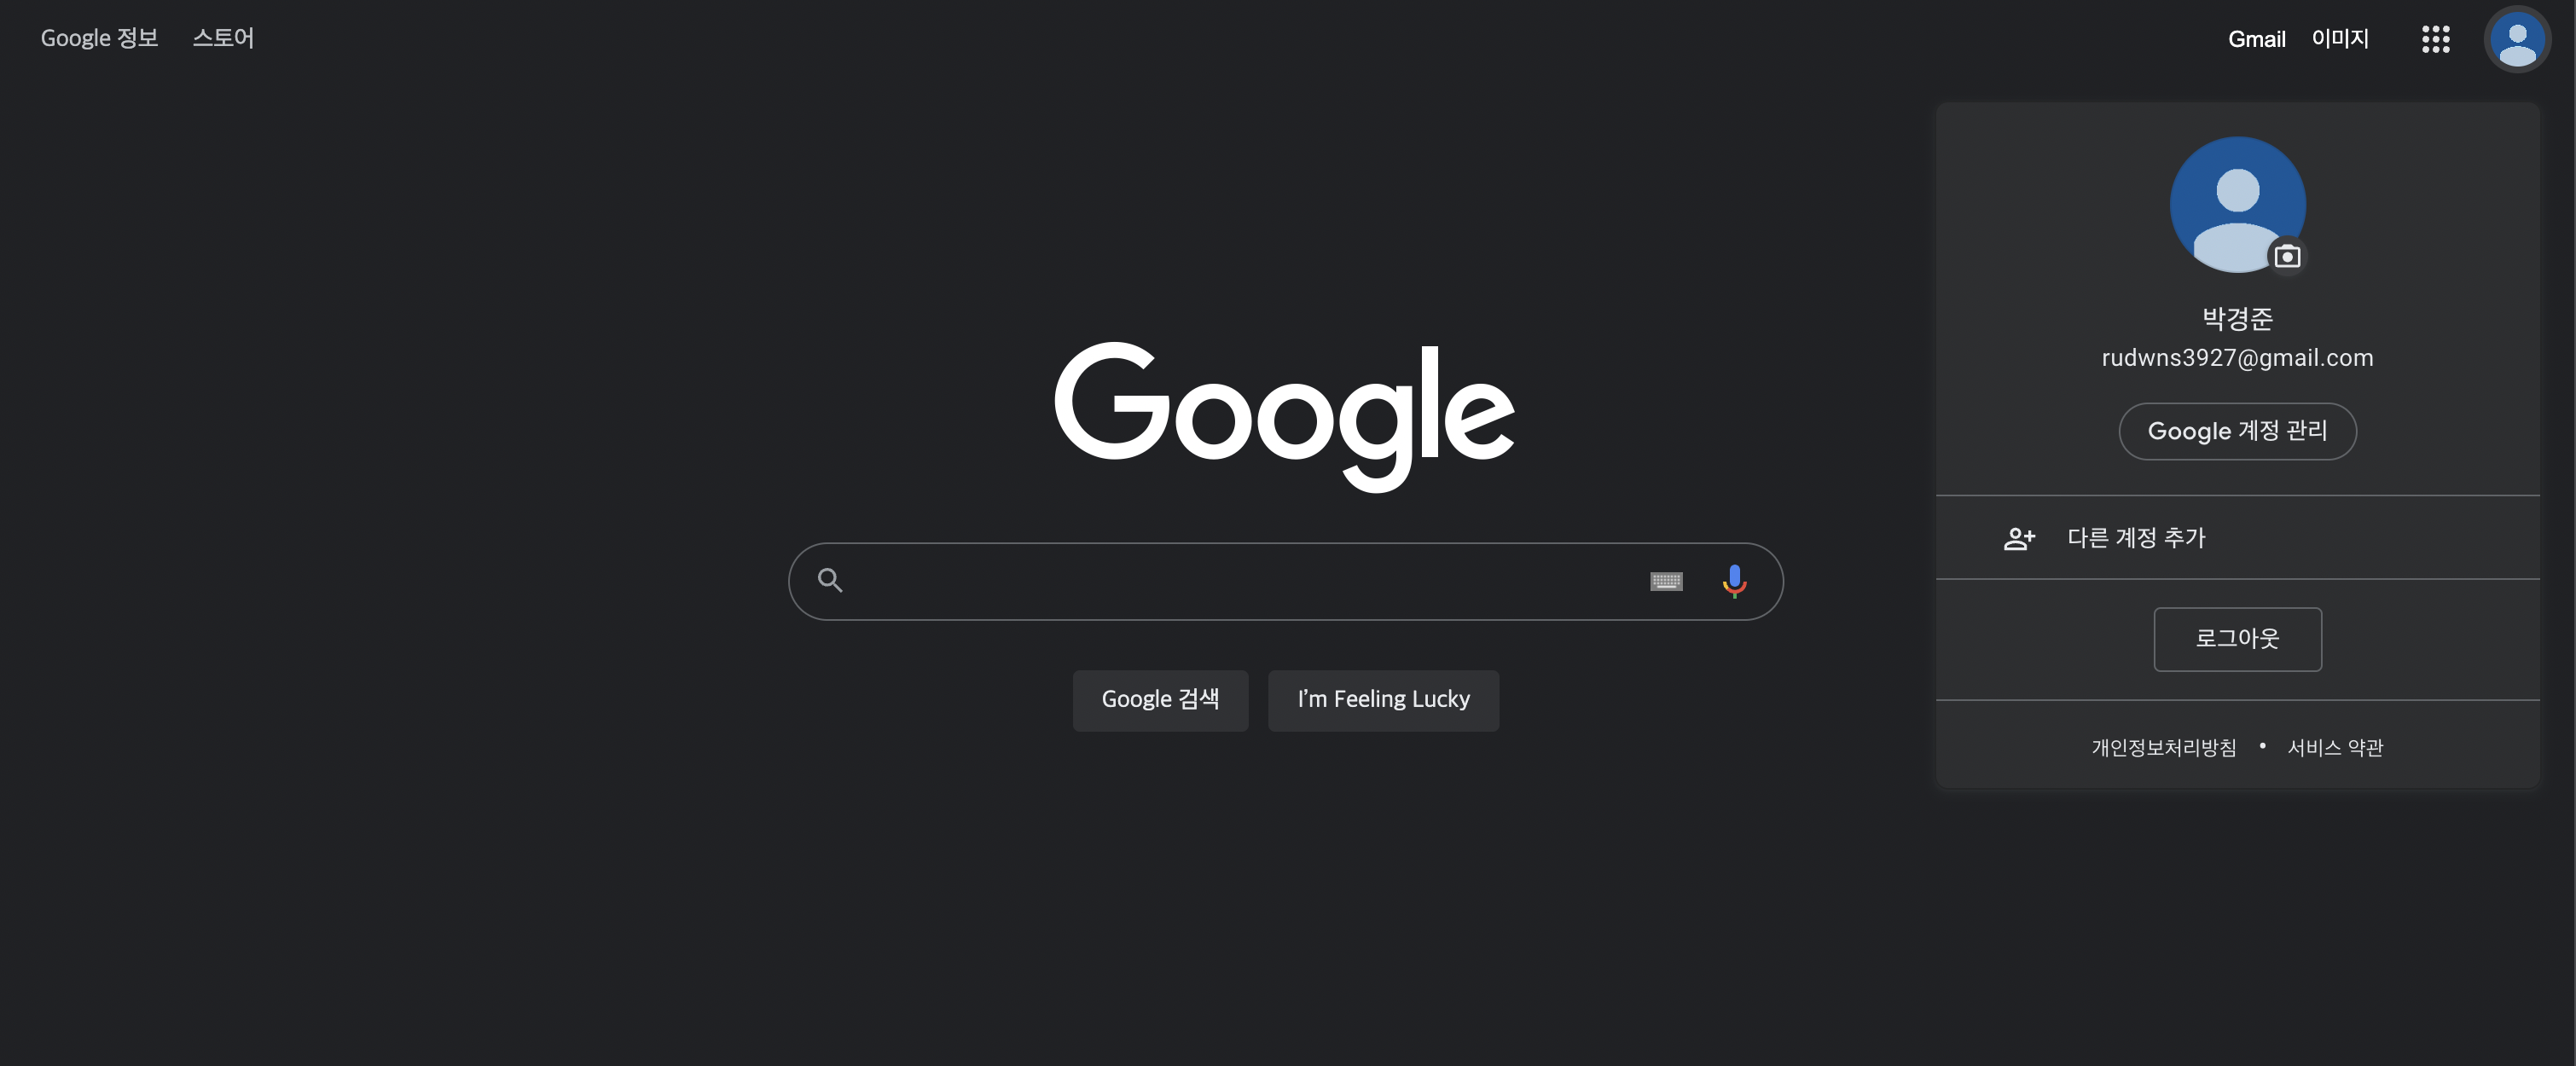 Google 정보 스토어
Gmail 이미지
Google
Google 검색 I'm Feeling Lucky
박경준
rudwns3927@gmail.com
Google 계정 관리
다른 계정 추가
로그아웃
개인정보처리방침 • 서비스 약관